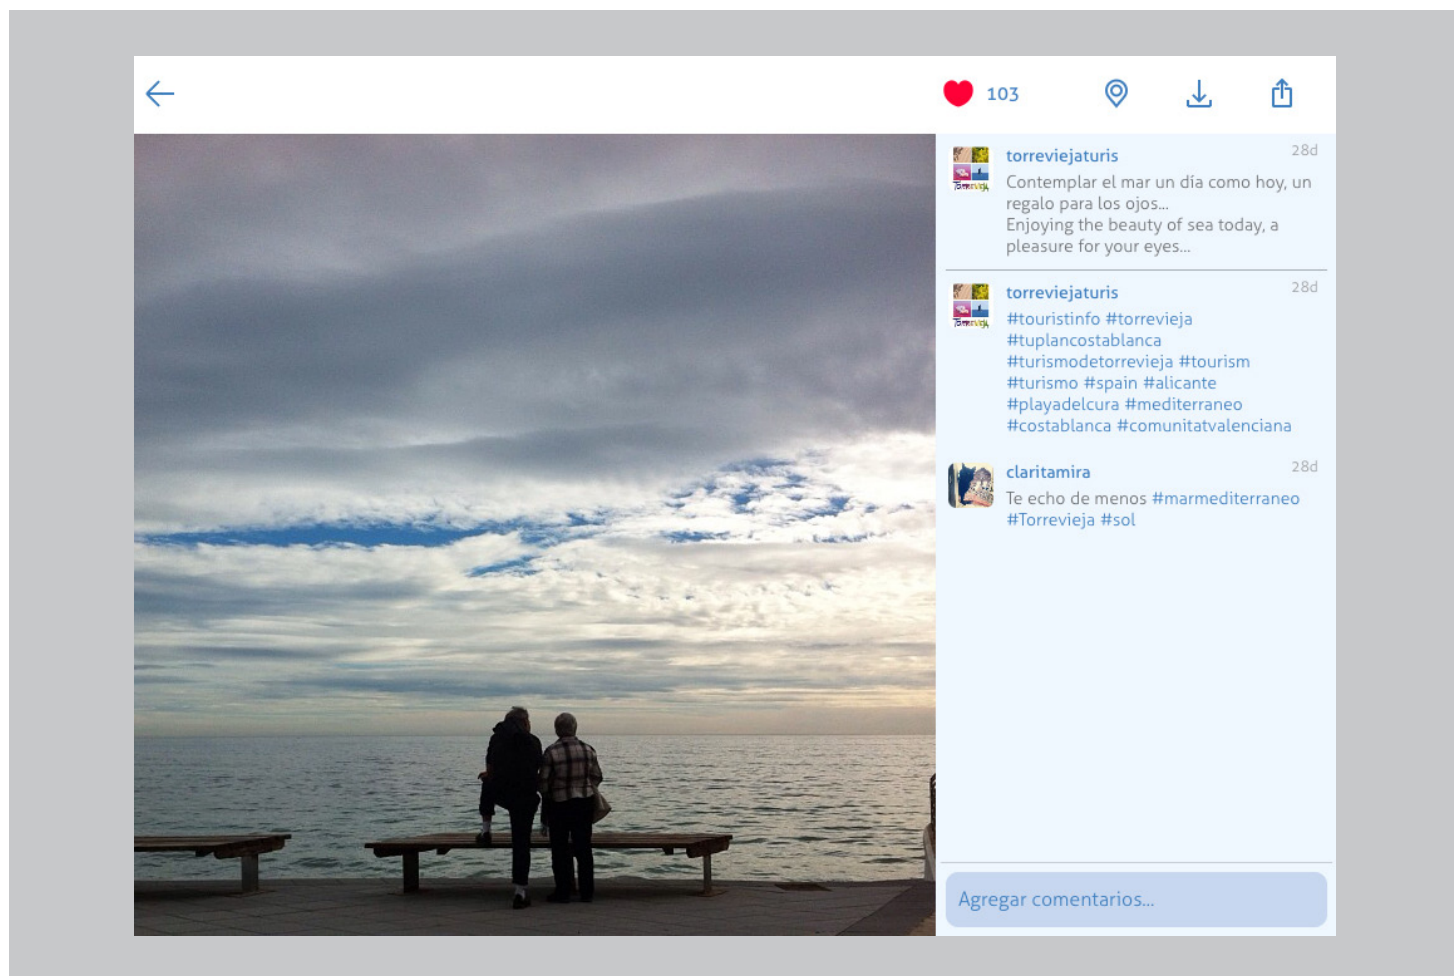 103
torreviejaturis 28d
Contemplar el mar un día como hoy, un
regalo para los ojos...
Enjoying the beauty of sea today, a
pleasure for your eyes...
torreviejaturis 28d
#touristinfo #torrevieja
#tuplancostablanca
#turismodetorrevieja #tourism
#turismo #spain #alicante
#playadelcura #mediterraneo
#costablanca #comunitatvalenciana
claritamira 28d
Te echo de menos #marmediterraneo
#Torrevieja #sol
Agregar comentarios...